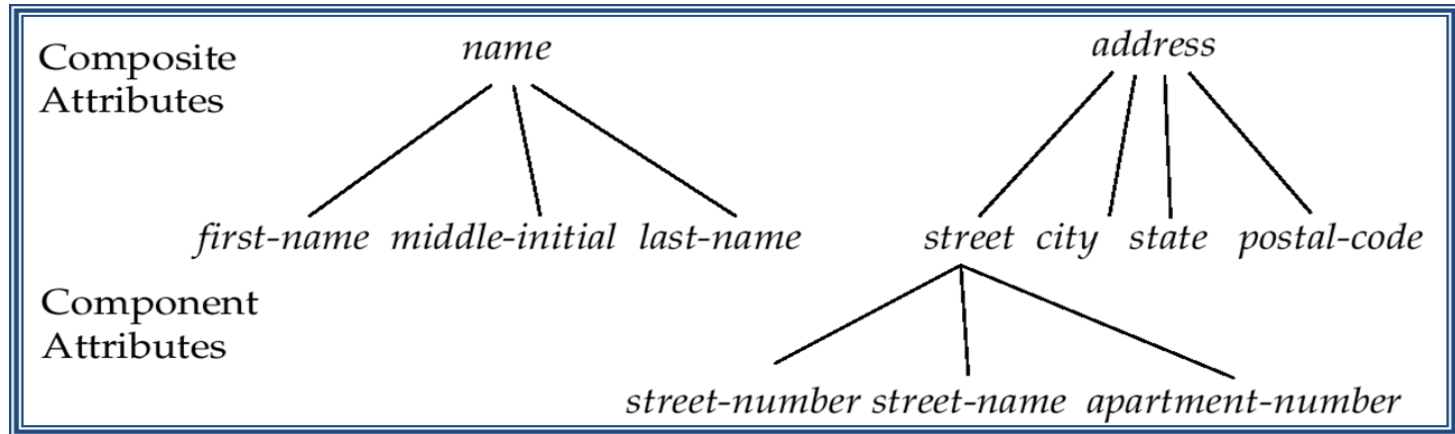 Composite
Attributes
name
address
first-name middle-initial last-name
street city state postal-code
Component
Attributes
street-number street-name apartment-number